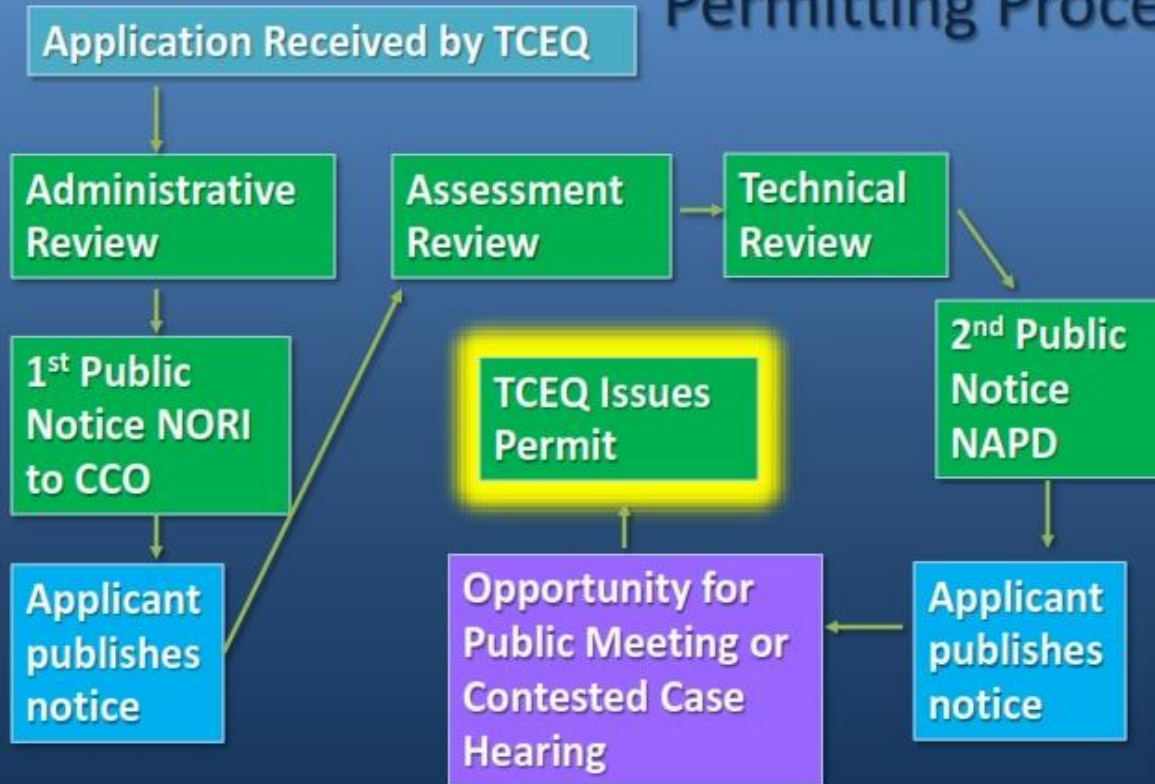 Permitting Proce
Application Received by TCEQ
Administrative
Review
1st Public
Notice NORI
to CCO
Applicant
publishes
notice
Assessment
Review
Technical
Review
2nd Public
Notice
NAPD
Applicant
publishes
notice
Opportunity for
Public Meeting or
Contested Case
Hearing
TCEQ Issues
Permit